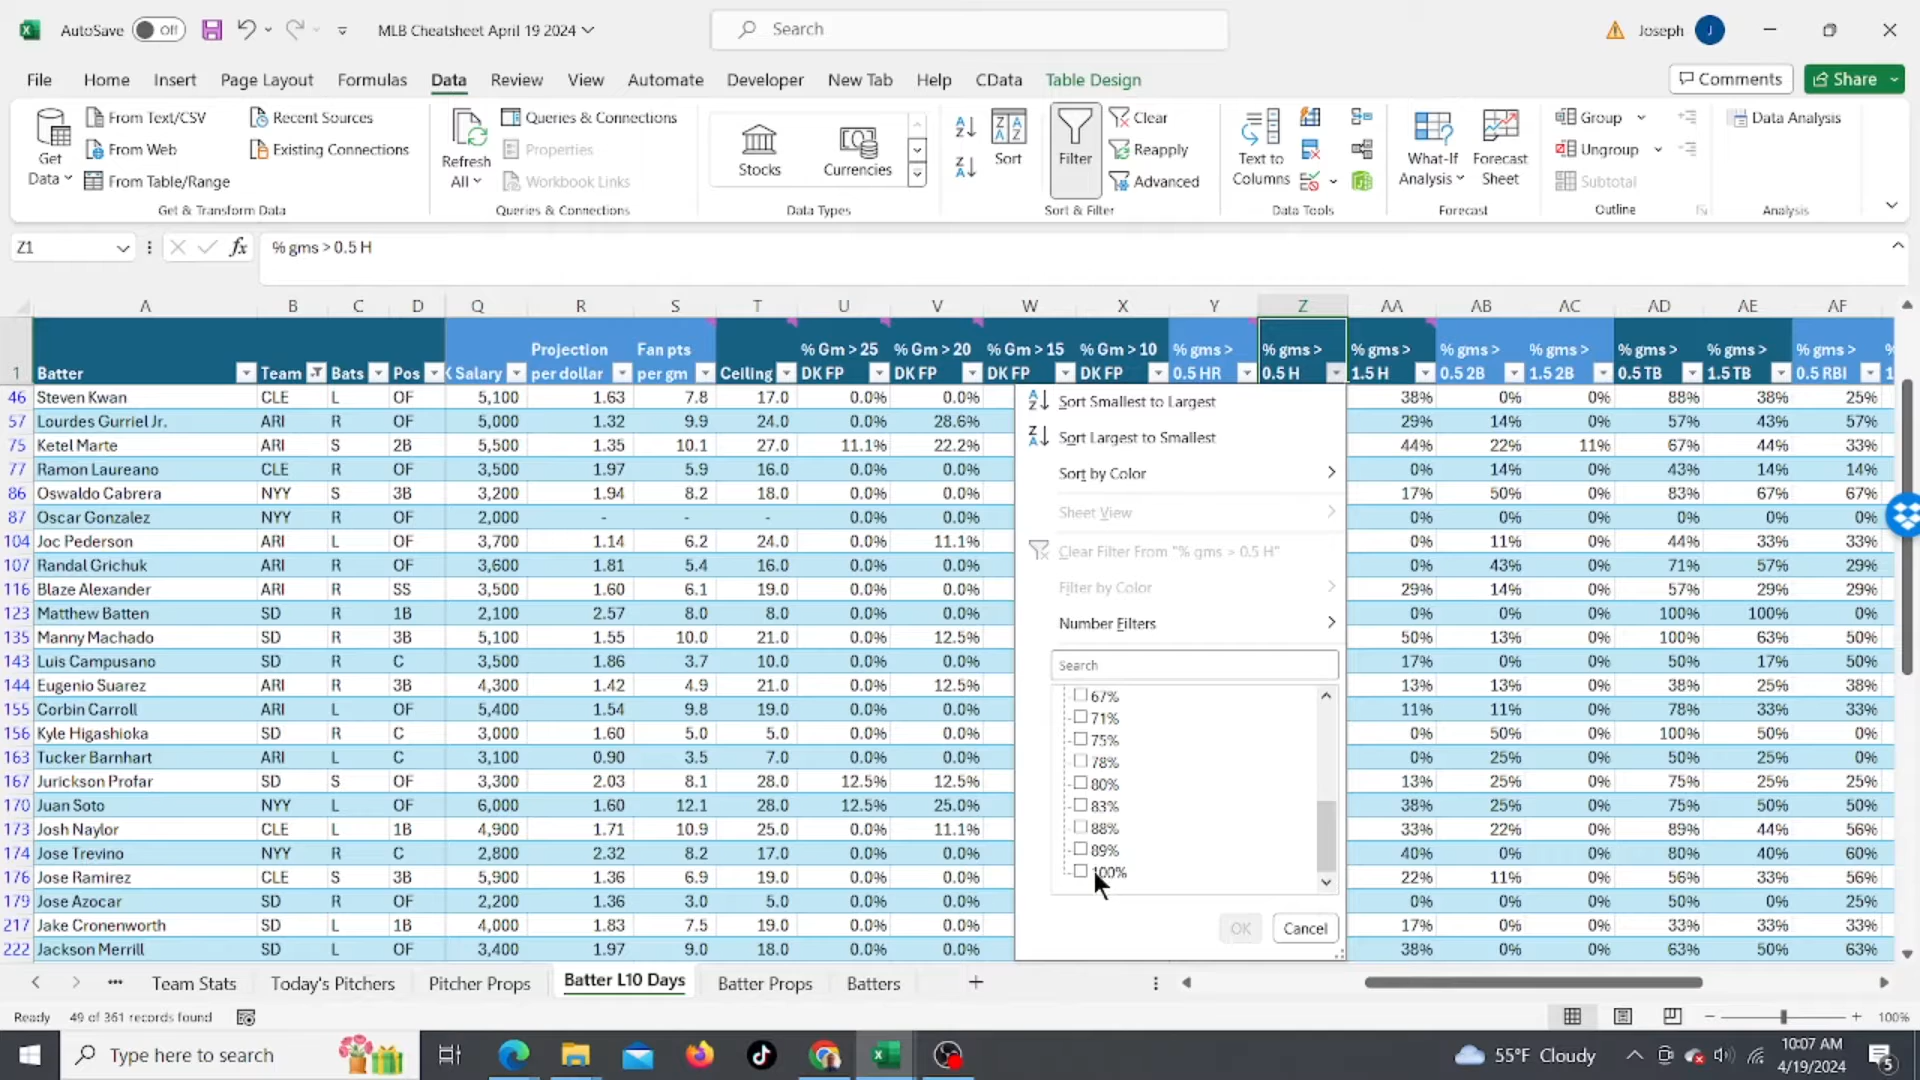 AutoSave Off MLB Cheatsheet April 19 2024 Search Joseph J
File Home Insert Page Layout Formulas Data Review View Automate Developer New Tab Help CData Table Design Comments Share
Get Data From Text/CSV From Web From Table/Range Recent Sources Existing Connections
Get & Transform Data
Refresh All Queries & Connections Properties Workbook Links
Queries & Connections
Stocks Currencies
Data Types
Sort Filter Clear Reapply Advanced
Sort & Filter
Text to Columns
Data Tools
What-If Analysis Forecast Sheet
Forecast
Group Ungroup Subtotal
Outline
Data Analysis
Analysis
Z1 fx % gms > 0.5 H
A B C D Q R S T U V W X Y Z AA AB AC AD AE AF
Projection Fan pts % Gm > 25 % Gm > 20 % Gm > 15 % Gm > 10 % gms > % gms > % gms > % gms > % gms > % gms > % gms > % gms > %
1 Batter Team Bats Pos Salary per dollar per gm Ceiling DK FP DK FP DK FP DK FP 0.5 HR 0.5 H 1.5 H 0.5 2B 1.5 2B 0.5 TB 1.5 TB 0.5 RBI 1
46 Steven Kwan CLE L OF 5,100 1.63 7.8 17.0 0.0% 0.0% 38% 0% 0% 88% 38% 25%
57 Lourdes Gurriel Jr. ARI R OF 5,000 1.32 9.9 24.0 0.0% 28.6% 29% 14% 0% 57% 43% 57%
75 Ketel Marte ARI S 2B 5,500 1.35 10.1 27.0 11.1% 22.2% 44% 22% 11% 67% 44% 33%
77 Ramon Laureano CLE R OF 3,500 1.97 5.9 16.0 0.0% 0.0% 0% 14% 0% 43% 14% 14%
86 Oswaldo Cabrera NYY S 3B 3,200 1.94 8.2 18.0 0.0% 0.0% 17% 50% 0% 83% 67% 67%
87 Oscar Gonzalez NYY R OF 2,000 - - - 0.0% 0.0% 0% 0% 0% 0% 0% 0%
104 Joc Pederson ARI L OF 3,700 1.14 6.2 24.0 0.0% 11.1% 0% 11% 0% 44% 33% 33%
107 Randal Grichuk ARI R OF 3,600 1.81 5.4 16.0 0.0% 0.0% 0% 43% 0% 71% 57% 29%
116 Blaze Alexander ARI R SS 3,500 1.60 6.1 19.0 0.0% 0.0% 29% 14% 0% 57% 29% 29%
123 Matthew Batten SD R 1B 2,100 2.57 8.0 8.0 0.0% 0.0% 0% 0% 0% 100% 100% 0%
135 Manny Machado SD R 3B 5,100 1.55 10.0 21.0 0.0% 12.5% 50% 13% 0% 100% 63% 50%
143 Luis Campusano SD R C 3,500 1.86 3.7 10.0 0.0% 0.0% 17% 0% 0% 50% 17% 50%
144 Eugenio Suarez ARI R 3B 4,300 1.42 4.9 21.0 0.0% 12.5% 13% 13% 0% 38% 25% 38%
155 Corbin Carroll ARI L OF 5,400 1.54 9.8 19.0 0.0% 0.0% 11% 11% 0% 78% 33% 33%
156 Kyle Higashioka SD R C 3,000 1.60 5.0 5.0 0.0% 0.0% 0% 50% 0% 100% 50% 0%
163 Tucker Barnhart ARI L C 3,100 0.90 3.5 7.0 0.0% 0.0% 0% 25% 0% 50% 25% 0%
167 Jurickson Profar SD S OF 3,300 2.03 8.1 28.0 12.5% 12.5% 13% 25% 0% 75% 25% 25%
170 Juan Soto NYY L OF 6,000 1.60 12.1 28.0 12.5% 25.0% 38% 25% 0% 75% 50% 50%
173 Josh Naylor CLE L 1B 4,900 1.71 10.9 25.0 0.0% 11.1% 33% 22% 0% 89% 44% 56%
174 Jose Trevino NYY R C 2,800 2.32 8.2 17.0 0.0% 0.0% 40% 0% 0% 80% 40% 60%
176 Jose Ramirez CLE S 3B 5,900 1.36 6.9 19.0 0.0% 0.0% 22% 11% 0% 56% 33% 56%
179 Jose Azocar SD R OF 2,200 1.36 3.0 5.0 0.0% 0.0% 0% 0% 0% 50% 0% 25%
217 Jake Cronenworth SD L 1B 4,000 1.83 7.5 19.0 0.0% 0.0% 17% 0% 0% 33% 33% 33%
222 Jackson Merrill SD L OF 3,400 1.97 9.0 18.0 0.0% 0.0% 38% 0% 0% 63% 50% 63%
Sort Smallest to Largest
Sort Largest to Smallest
Sort by Color
Sheet View
Clear Filter From "% gms > 0.5 H"
Filter by Color
Number Filters
Search
67%
71%
75%
78%
80%
83%
88%
89%
100%
OK Cancel
Team Stats Today's Pitchers Pitcher Props Batter L10 Days Batter Props Batters
Ready 49 of 361 records found 100%
Type here to search 55°F Cloudy 10:07 AM
4/19/2024 5